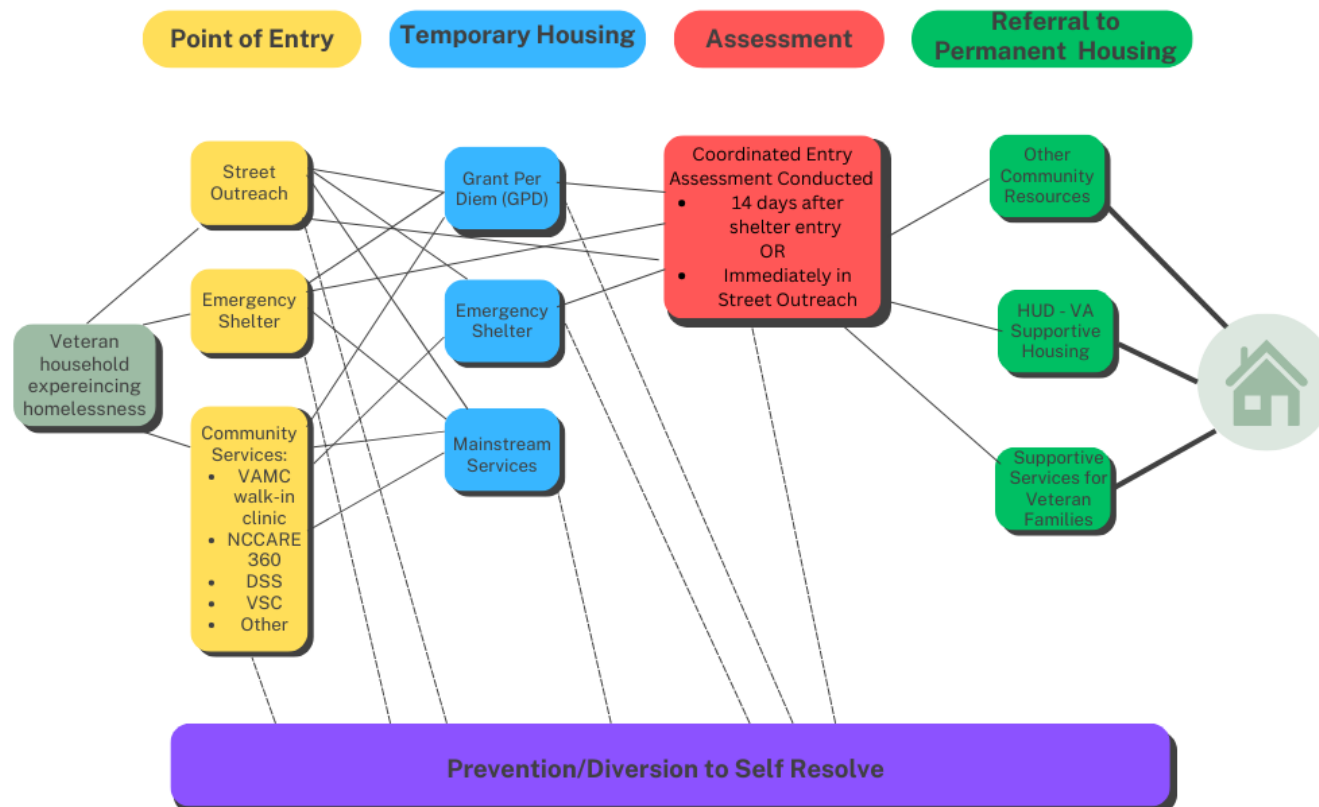 Point of Entry
Temporary Housing
Assessment
Referral to
Permanent Housing
Veteran
household
expereincing
homelessness
Street
Outreach
Emergency
Shelter
Community
Services:
• VAMC
walk-in
clinic
• NCCARE
360
• DSS
• VSC
• Other
Grant Per
Diem (GPD)
Emergency
Shelter
Mainstream
Services
Coordinated Entry
Assessment Conducted
• 14 days after
shelter entry
OR
• Immediately in
Street Outreach
Other
Community
Resources
HUD - VA
Supportive
Housing
Supportive
Services for
Veteran
Families
Prevention/Diversion to Self Resolve